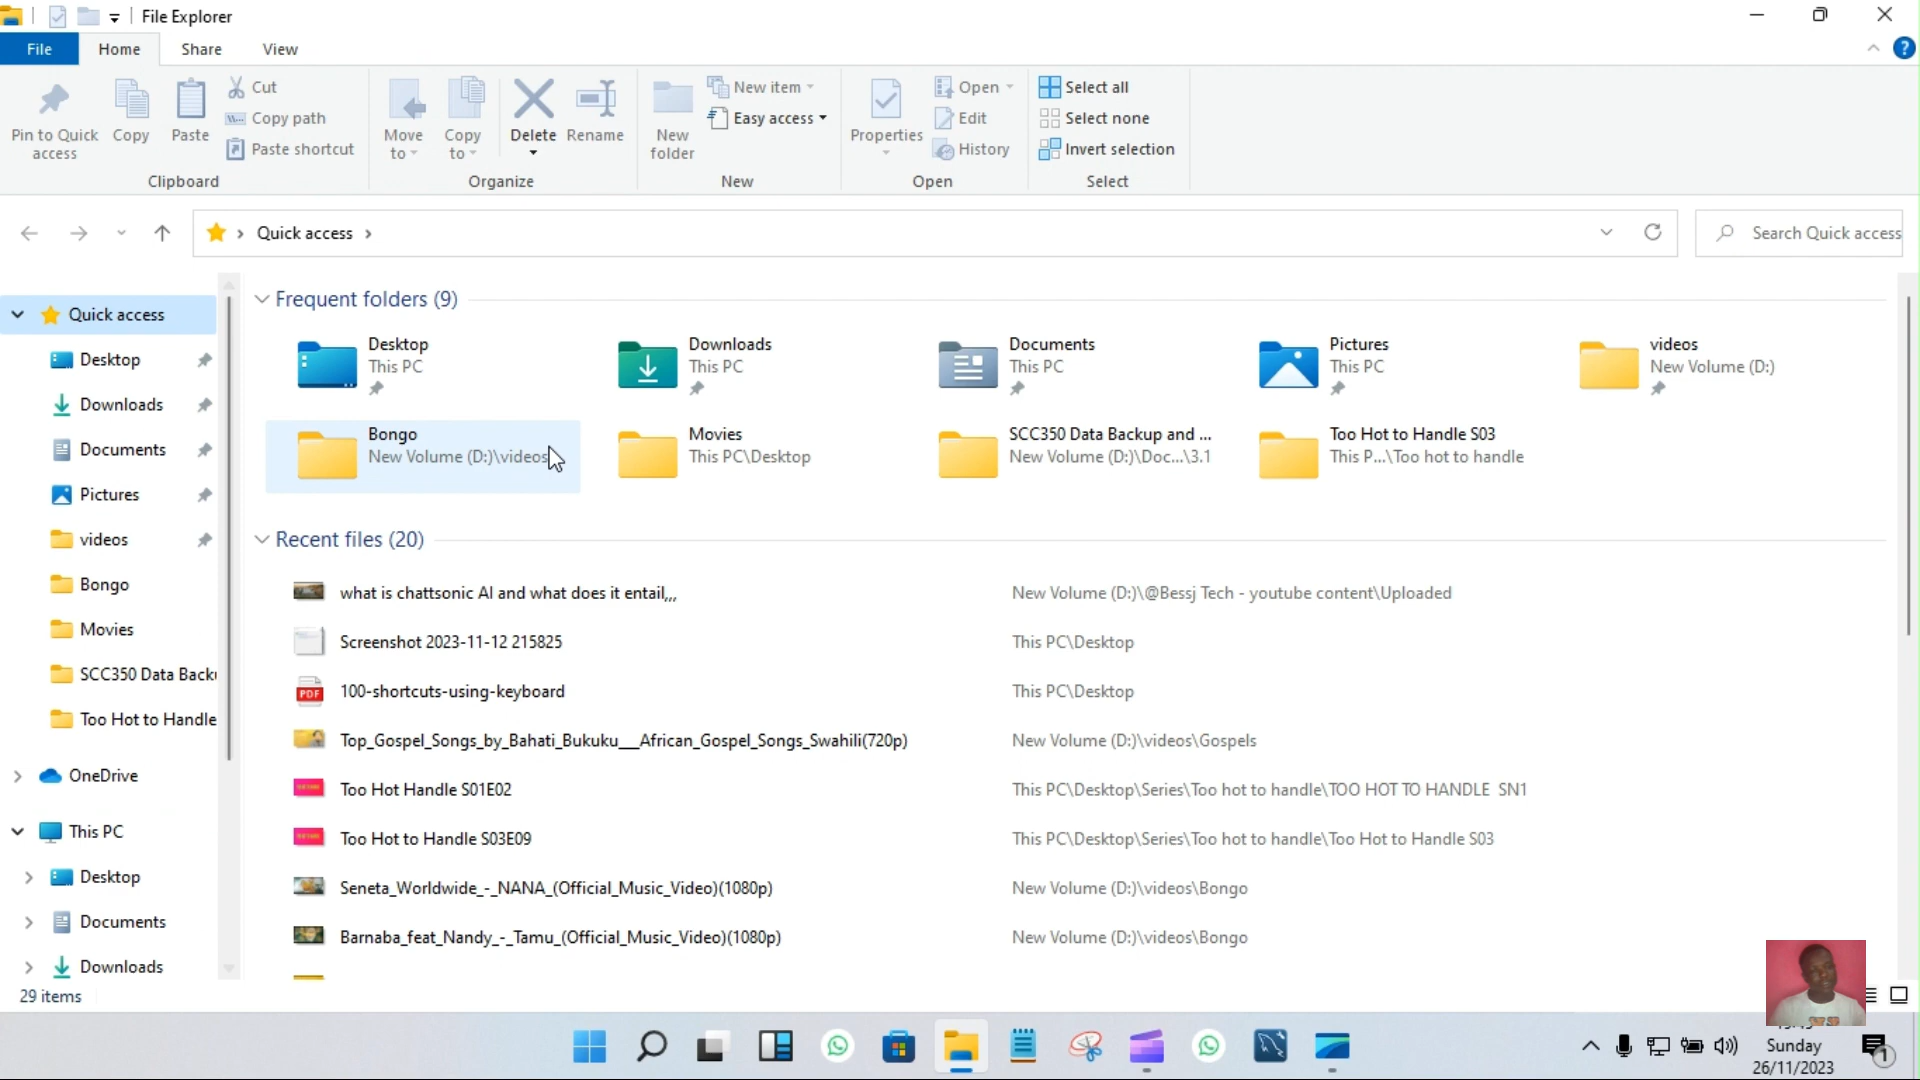 File Explorer
File Home Share View
Pin to Quick access
Copy
Paste
Cut
Copy path
Paste shortcut
Clipboard
Move to
Copy to
Delete
Rename
Organize
New folder
New item
Easy access
New
Properties
Open
Edit
History
Open
Select all
Select none
Invert selection
Select
Quick access
Search Quick access
Quick access
Desktop
Downloads
Documents
Pictures
videos
Bongo
Movies
SCC350 Data Backu
Too Hot to Handle
OneDrive
This PC
Desktop
Documents
Downloads
Frequent folders (9)
Desktop
This PC
Downloads
This PC
Documents
This PC
Pictures
This PC
videos
New Volume (D:)
Bongo
New Volume (D:)\videos
Movies
This PC\Desktop
SCC350 Data Backup and ...
New Volume (D:)\Doc...\3.1
Too Hot to Handle S03
This P...\Too hot to handle
Recent files (20)
what is chattsonic AI and what does it entail,,, New Volume (D:)\@Bessj Tech - youtube content\Uploaded
Screenshot 2023-11-12 215825 This PC\Desktop
PDF 100-shortcuts-using-keyboard This PC\Desktop
Top_Gospel_Songs_by_Bahati_Bukuku__African_Gospel_Songs_Swahili(720p) New Volume (D:)\videos\Gospels
Too Hot Handle S01E02 This PC\Desktop\Series\Too hot to handle\TOO HOT TO HANDLE SN1
Too Hot to Handle S03E09 This PC\Desktop\Series\Too hot to handle\Too Hot to Handle S03
Seneta_Worldwide_-_NANA_(Official_Music_Video)(1080p) New Volume (D:)\videos\Bongo
Barnaba_feat_Nandy_-_Tamu_(Official_Music_Video)(1080p) New Volume (D:)\videos\Bongo
29 items
Sunday
26/11/2023
1